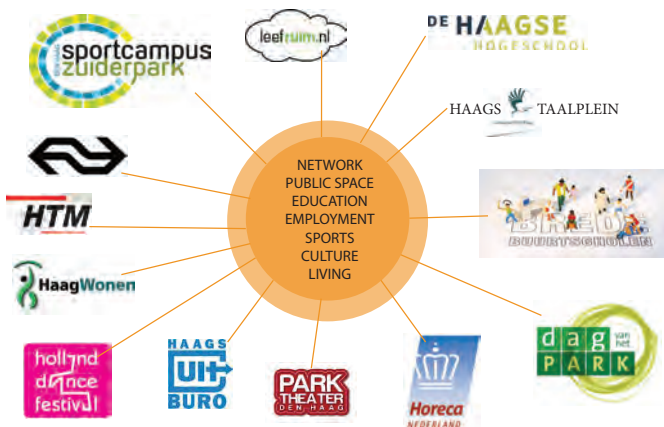 sportcampus
zuiderpark
leefruim.nl
DE HAAGSE
HOGESCHOOL
HAAGS TAALPLEIN
HTM
HaagWonen
NETWORK
PUBLIC SPACE
EDUCATION
EMPLOYMENT
SPORTS
CULTURE
LIVING
BREDE
BUURTSCHOLEN
holland
dance
festival
HAAGS
UIT
BURO
PARK
THEATER
DEN HAAG
Horeca
NEDERLAND
dag van het
PARK